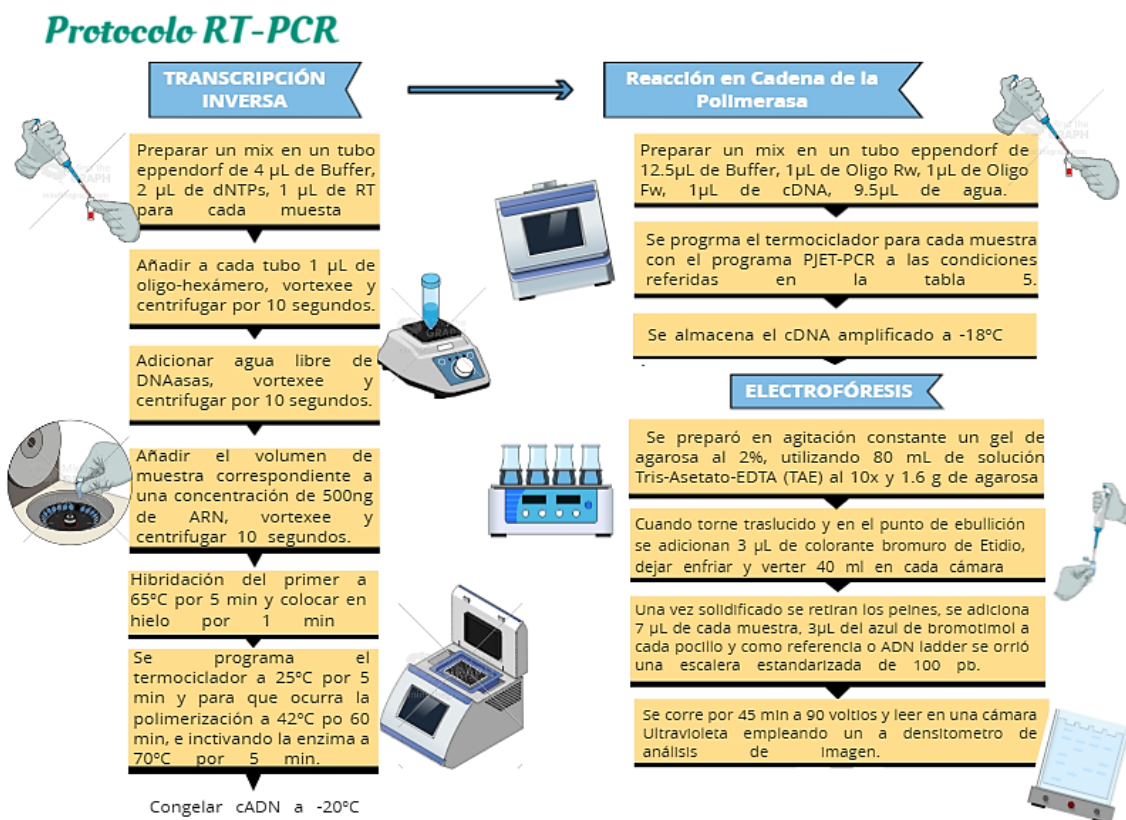 Protocolo RT-PCR
TRANSCRIPCIÓN
INVERSA
Preparar un mix en un tubo
eppendorf de 4 µL de Buffer,
2 µL de dNTPs, 1 µL de RT
para cada muesta
Añadir a cada tubo 1 µL de
oligo-hexámero, vortexee y
centrifugar por 10 segundos.
Adicionar agua libre de
DNAasas, vortexee y
centrifugar por 10 segundos.
Añadir el volumen de
muestra correspondiente a
una concentración de 500ng
de ARN, vortexee y
centrifugar 10 segundos.
Hibridación del primer a
65ºC por 5 min y colocar en
hielo por 1 min
Se programa el
termociclador a 25ºC por 5
min y para que ocurra la
polimerización a 42ºC po 60
min, e inctivando la enzima a
70ºC por 5 min.
Congelar cADN a -20ºC
Reacción en Cadena de la
Polimerasa
Preparar un mix en un tubo eppendorf de
12.5µL de Buffer, 1µL de Oligo Rw, 1µL de Oligo
Fw, 1µL de cDNA, 9.5µL de agua.
Se progrma el termociclador para cada muestra
con el programa PJET-PCR a las condiciones
referidas en la tabla 5.
Se almacena el cDNA amplificado a -18ºC
ELECTROFÓRESIS
Se preparó en agitación constante un gel de
agarosa al 2%, utilizando 80 mL de solución
Tris-Asetato-EDTA (TAE) al 10x y 1.6 g de agarosa
Cuando torne traslucido y en el punto de ebullición
se adicionan 3 µL de colorante bromuro de Etidio,
dejar enfriar y verter 40 ml en cada cámara
Una vez solidificado se retiran los peines, se adiciona
7 µL de cada muestra, 3µL del azul de bromotimol a
cada pocillo y como referencia o ADN ladder se orrió
una escalera estandarizada de 100 pb.
Se corre por 45 min a 90 voltios y leer en una cámara
Ultravioleta empleando un a densitometro de
análisis de imagen.